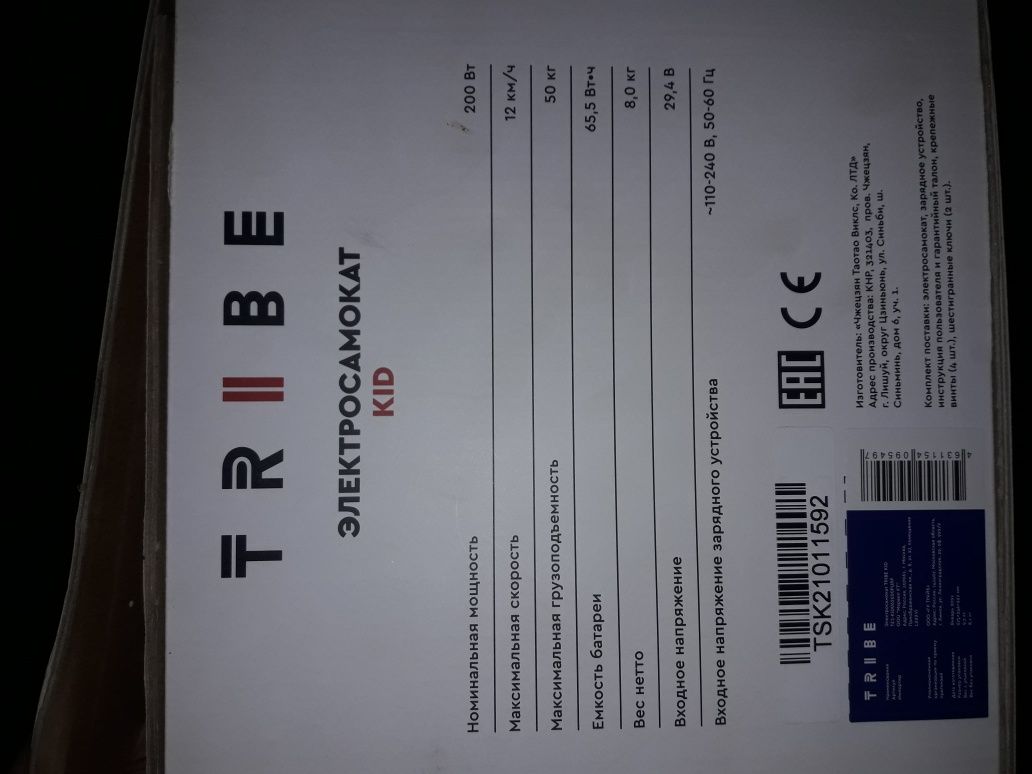 TRIBE
ЭЛЕКТРОСАМОКАТ
KID
Номинальная мощность 200 Вт
Максимальная скорость 12 км/ч
Максимальная грузоподъемность 50 кг
Емкость батареи 65,5 Вт•ч
Вес нетто 8,0 кг
Входное напряжение 29,4 В
Входное напряжение зарядного устройства ~110-240 В, 50-60 Гц
EAC CE
TSK21011592
Изготовитель: «Чжецзян Таотао Виклс, Ко. ЛТД»
Адрес производства: КНР, 321403, пров. Чжецзян,
г. Лишуй, округ Цзиньюнь, ул. Синьби, ш.
Синьминь, дом 6, уч. 1.
Комплект поставки: электросамокат, зарядное устройство,
инструкция пользователя и гарантийный талон, крепежные
винты (4 шт.), шестигранные ключи (2 шт.).
TRIBE
4 631154 095497